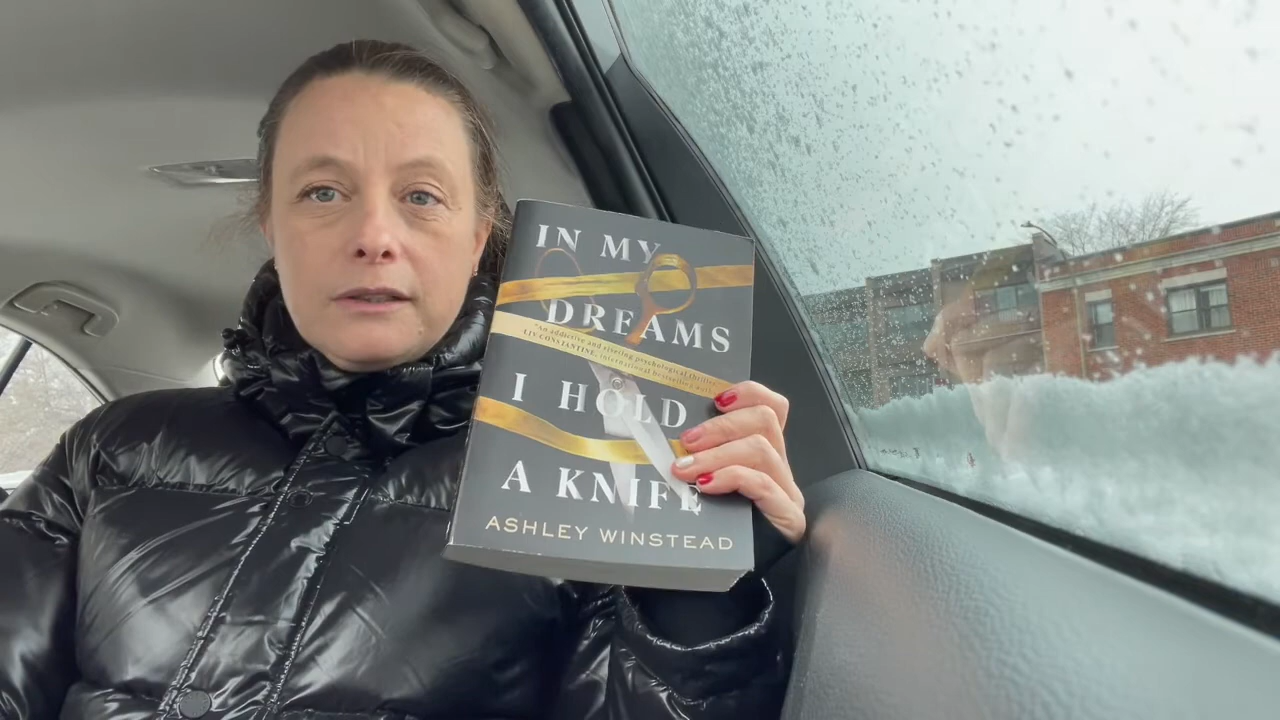 IN MY
DREAMS
"An addictive and riveting psychological thriller."
LIV CONSTANTINE, international bestselling
I HOLD
A KNIFE
ASHLEY WINSTEAD